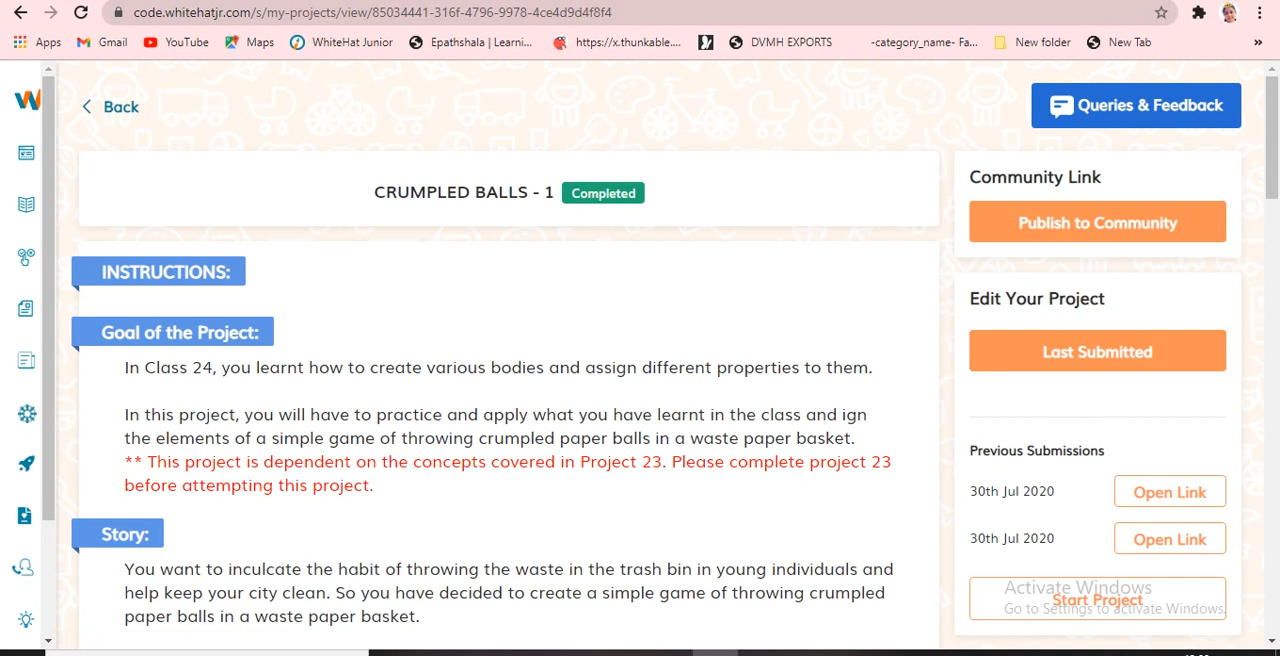 code.whitehatjr.com/s/my-projects/view/85034441-316f-4796-9978-4ce4d9d4f8f4
Apps Gmail YouTube Maps WhiteHat Junior Epathshala | Learni... https://x.thunkable.... DVMH EXPORTS -category_name- Fa... New folder New Tab »
W
Back
Queries & Feedback
CRUMPLED BALLS - 1 Completed
Community Link
Publish to Community
INSTRUCTIONS:
Goal of the Project:
In Class 24, you learnt how to create various bodies and assign different properties to them.
In this project, you will have to practice and apply what you have learnt in the class and ign
the elements of a simple game of throwing crumpled paper balls in a waste paper basket.
** This project is dependent on the concepts covered in Project 23. Please complete project 23
before attempting this project.
Story:
You want to inculcate the habit of throwing the waste in the trash bin in young individuals and
help keep your city clean. So you have decided to create a simple game of throwing crumpled
paper balls in a waste paper basket.
Edit Your Project
Last Submitted
Previous Submissions
30th Jul 2020 Open Link
30th Jul 2020 Open Link
Start Project
Activate Windows
Go to Settings to activate Windows.